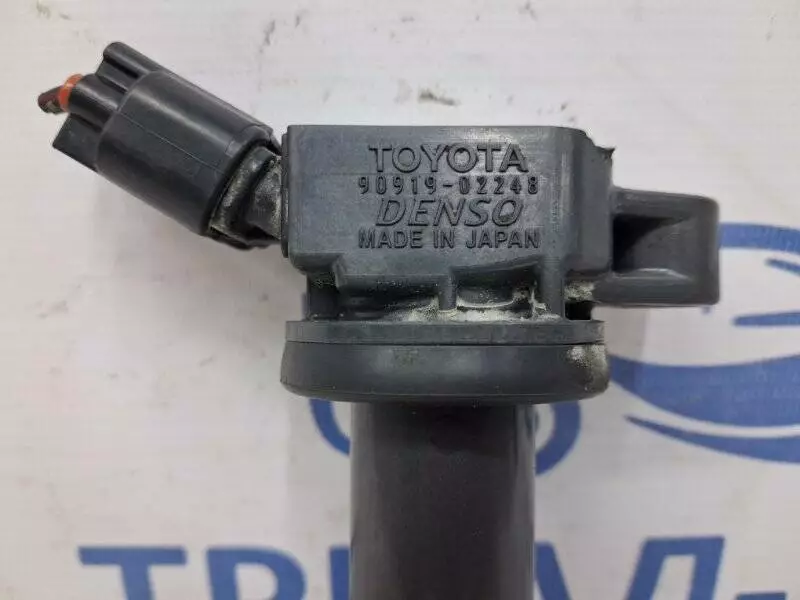 TOYOTA
90919-02248
DENSO
MADE IN JAPAN